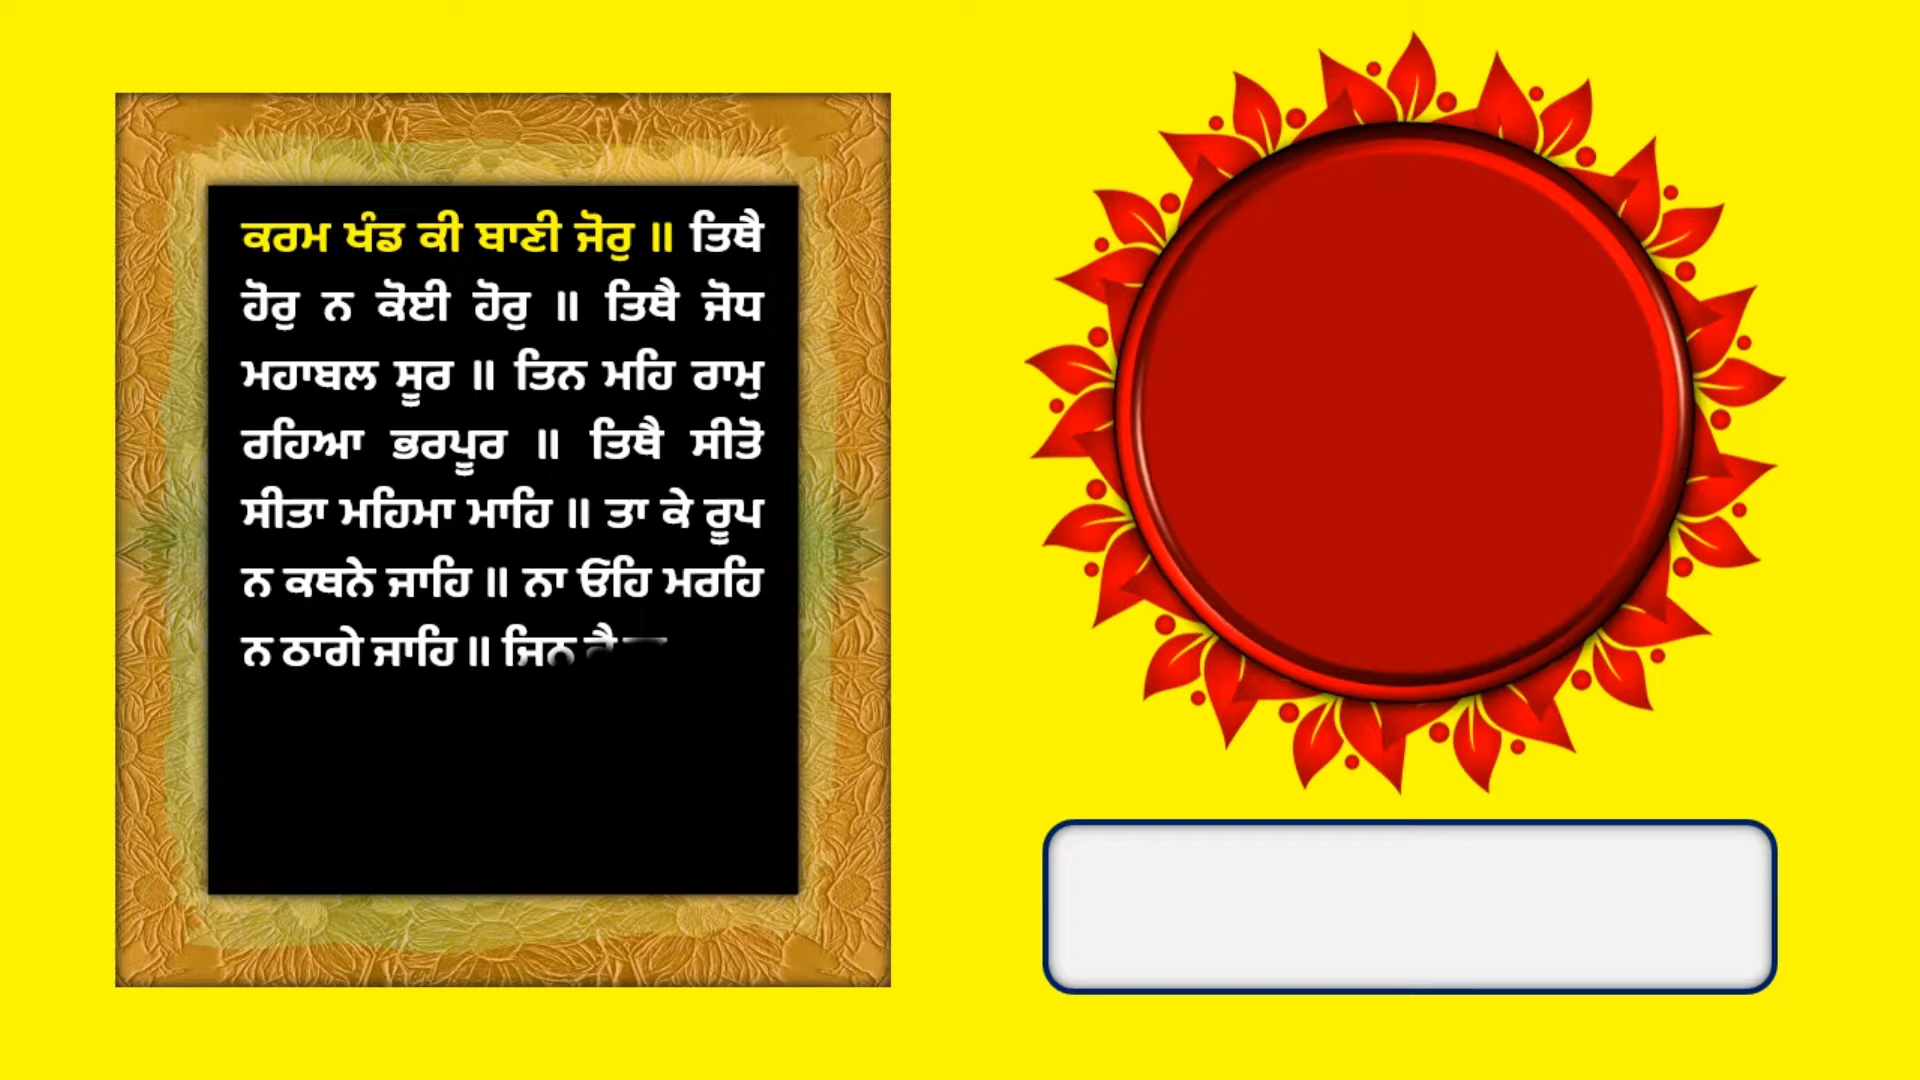 ਕਰਮ ਖੰਡ ਕੀ ਬਾਣੀ ਜੋਰੁ ॥ ਤਿਥੈ
ਹੋਰੁ ਨ ਕੋਈ ਹੋਰੁ ॥ ਤਿਥੈ ਜੋਧ
ਮਹਾਬਲ ਸੂਰ ॥ ਤਿਨ ਮਹਿ ਰਾਮੁ
ਰਹਿਆ ਭਰਪੂਰ ॥ ਤਿਥੈ ਸੀਤੋ
ਸੀਤਾ ਮਹਿਮਾ ਮਾਹਿ ॥ ਤਾ ਕੇ ਰੂਪ
ਨ ਕਥਨੇ ਜਾਹਿ ॥ ਨਾ ਓਹਿ ਮਰਹਿ
ਨ ਠਾਗੇ ਜਾਹਿ ॥ ਜਿਨ